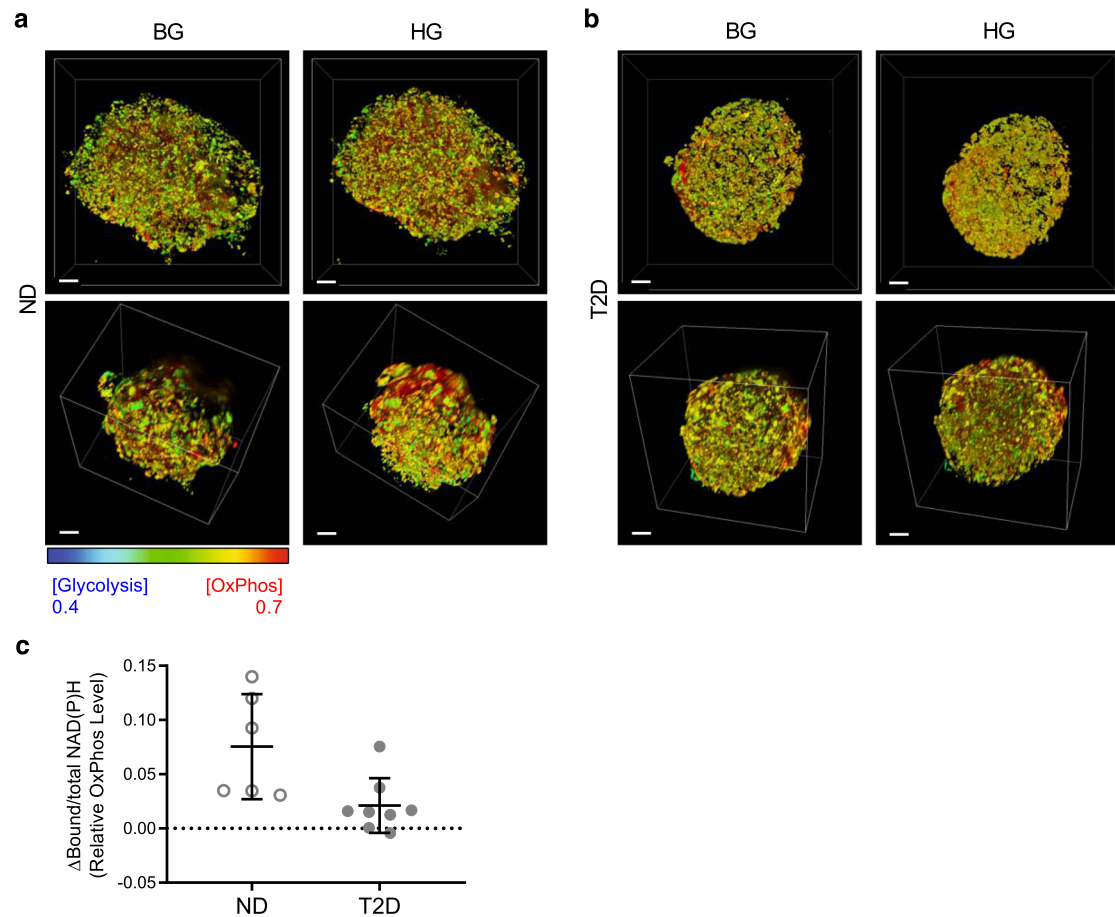 a
BG
HG
ND
[Glycolysis]
0.4
[OxPhos]
0.7
b
BG
HG
T2D
c
ΔBound/total NAD(P)H
(Relative OxPhos Level)
0.15
0.10
0.05
0.00
-0.05
ND
T2D